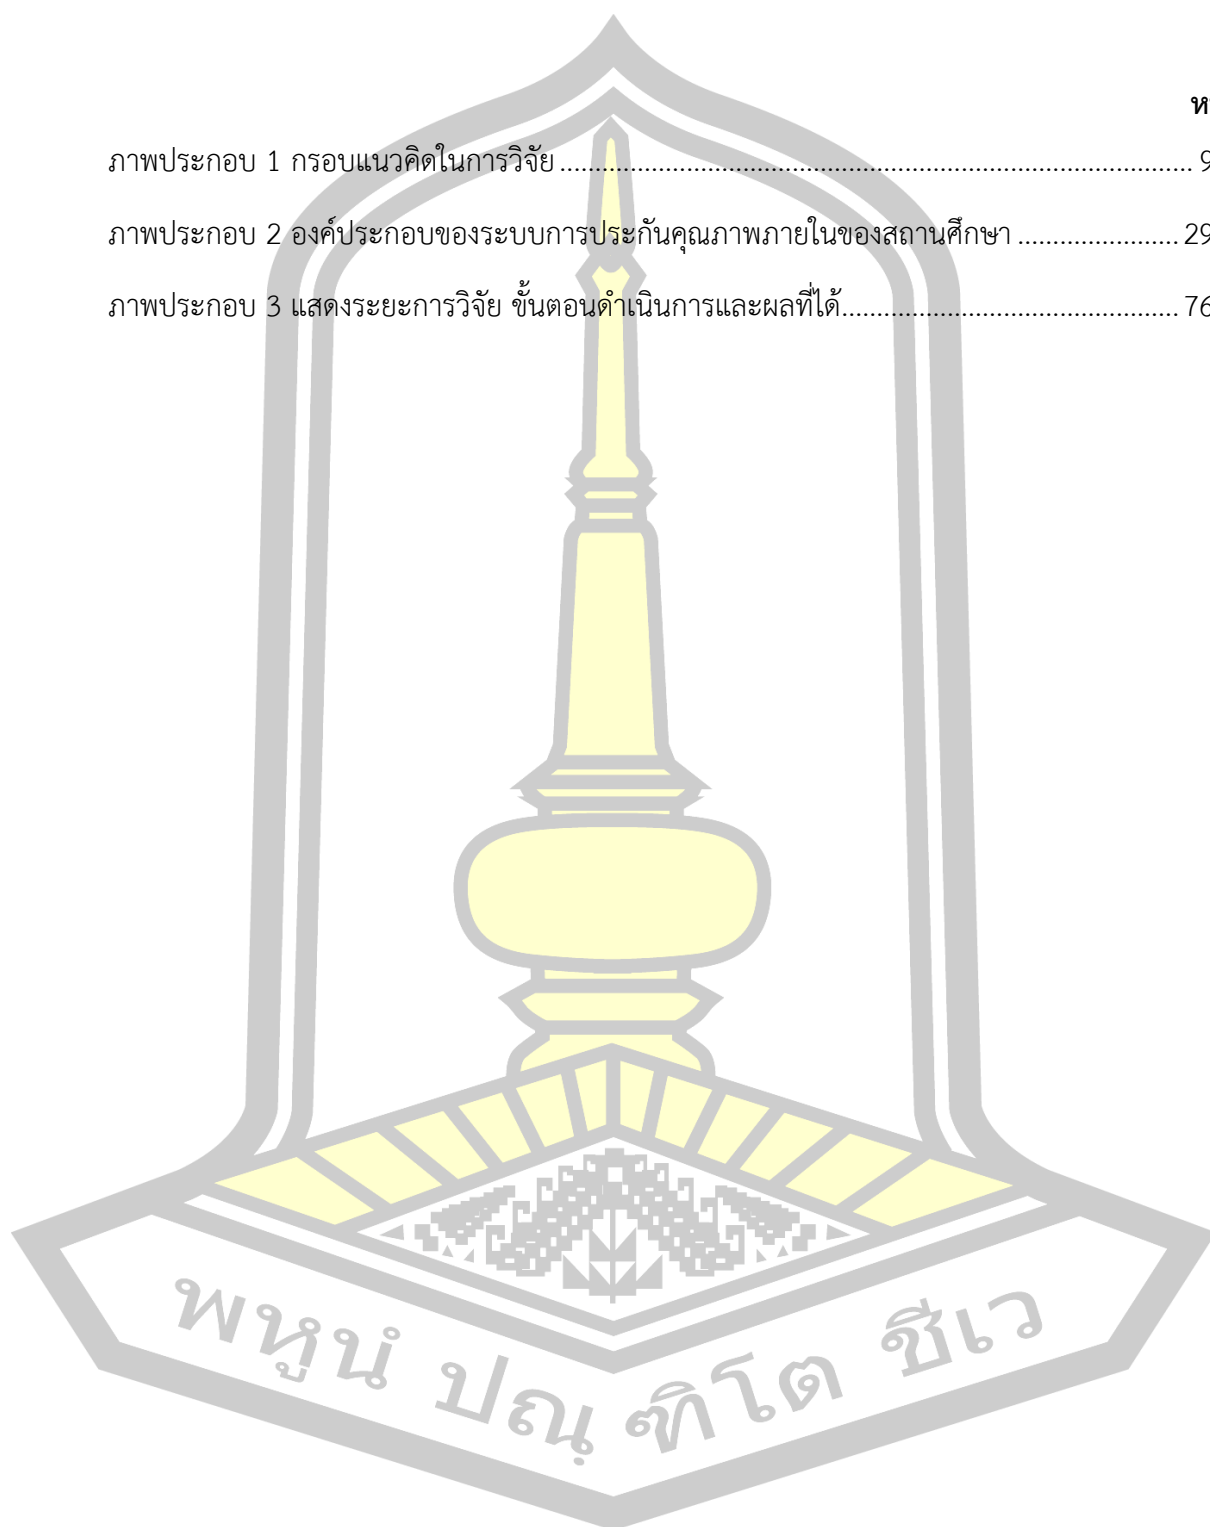 ภาพประกอบ 1 กรอบแนวคิดในการวิจัย ........................................................................................... 9
ภาพประกอบ 2 องค์ประกอบของระบบการประกันคุณภาพภายในของสถานศึกษา ....................... 29
ภาพประกอบ 3 แสดงระยะการวิจัย ขั้นตอนดำเนินการและผลที่ได้................................................ 76
พหูนํ ปณฺฑิโต ชีเว